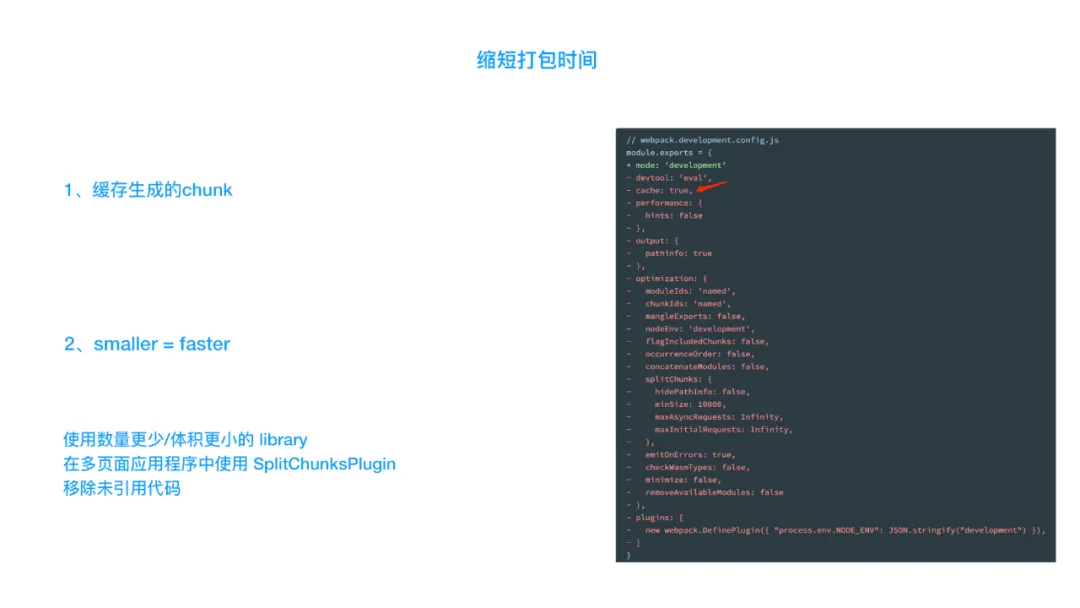 缩短打包时间
1、缓存生成的chunk
2、smaller = faster
使用数量更少/体积更小的 library
在多页面应用程序中使用 SplitChunksPlugin
移除未引用代码
// webpack.development.config.js
module.exports = {
+ mode: 'development'
- devtool: 'eval',
- cache: true,
- performance: {
-   hints: false
- },
- output: {
-   pathinfo: true
- },
- optimization: {
-   moduleIds: 'named',
-   chunkIds: 'named',
-   mangleExports: false,
-   nodeEnv: 'development',
-   flagIncludedChunks: false,
-   occurrenceOrder: false,
-   concatenateModules: false,
-   splitChunks: {
-     hidePathInfo: false,
-     minSize: 10000,
-     maxAsyncRequests: Infinity,
-     maxInitialRequests: Infinity,
-   },
-   emitOnErrors: true,
-   checkWasmTypes: false,
-   minimize: false,
-   removeAvailableModules: false
- },
- plugins: [
-   new webpack.DefinePlugin({ "process.env.NODE_ENV": JSON.stringify("development") }),
- ]
}